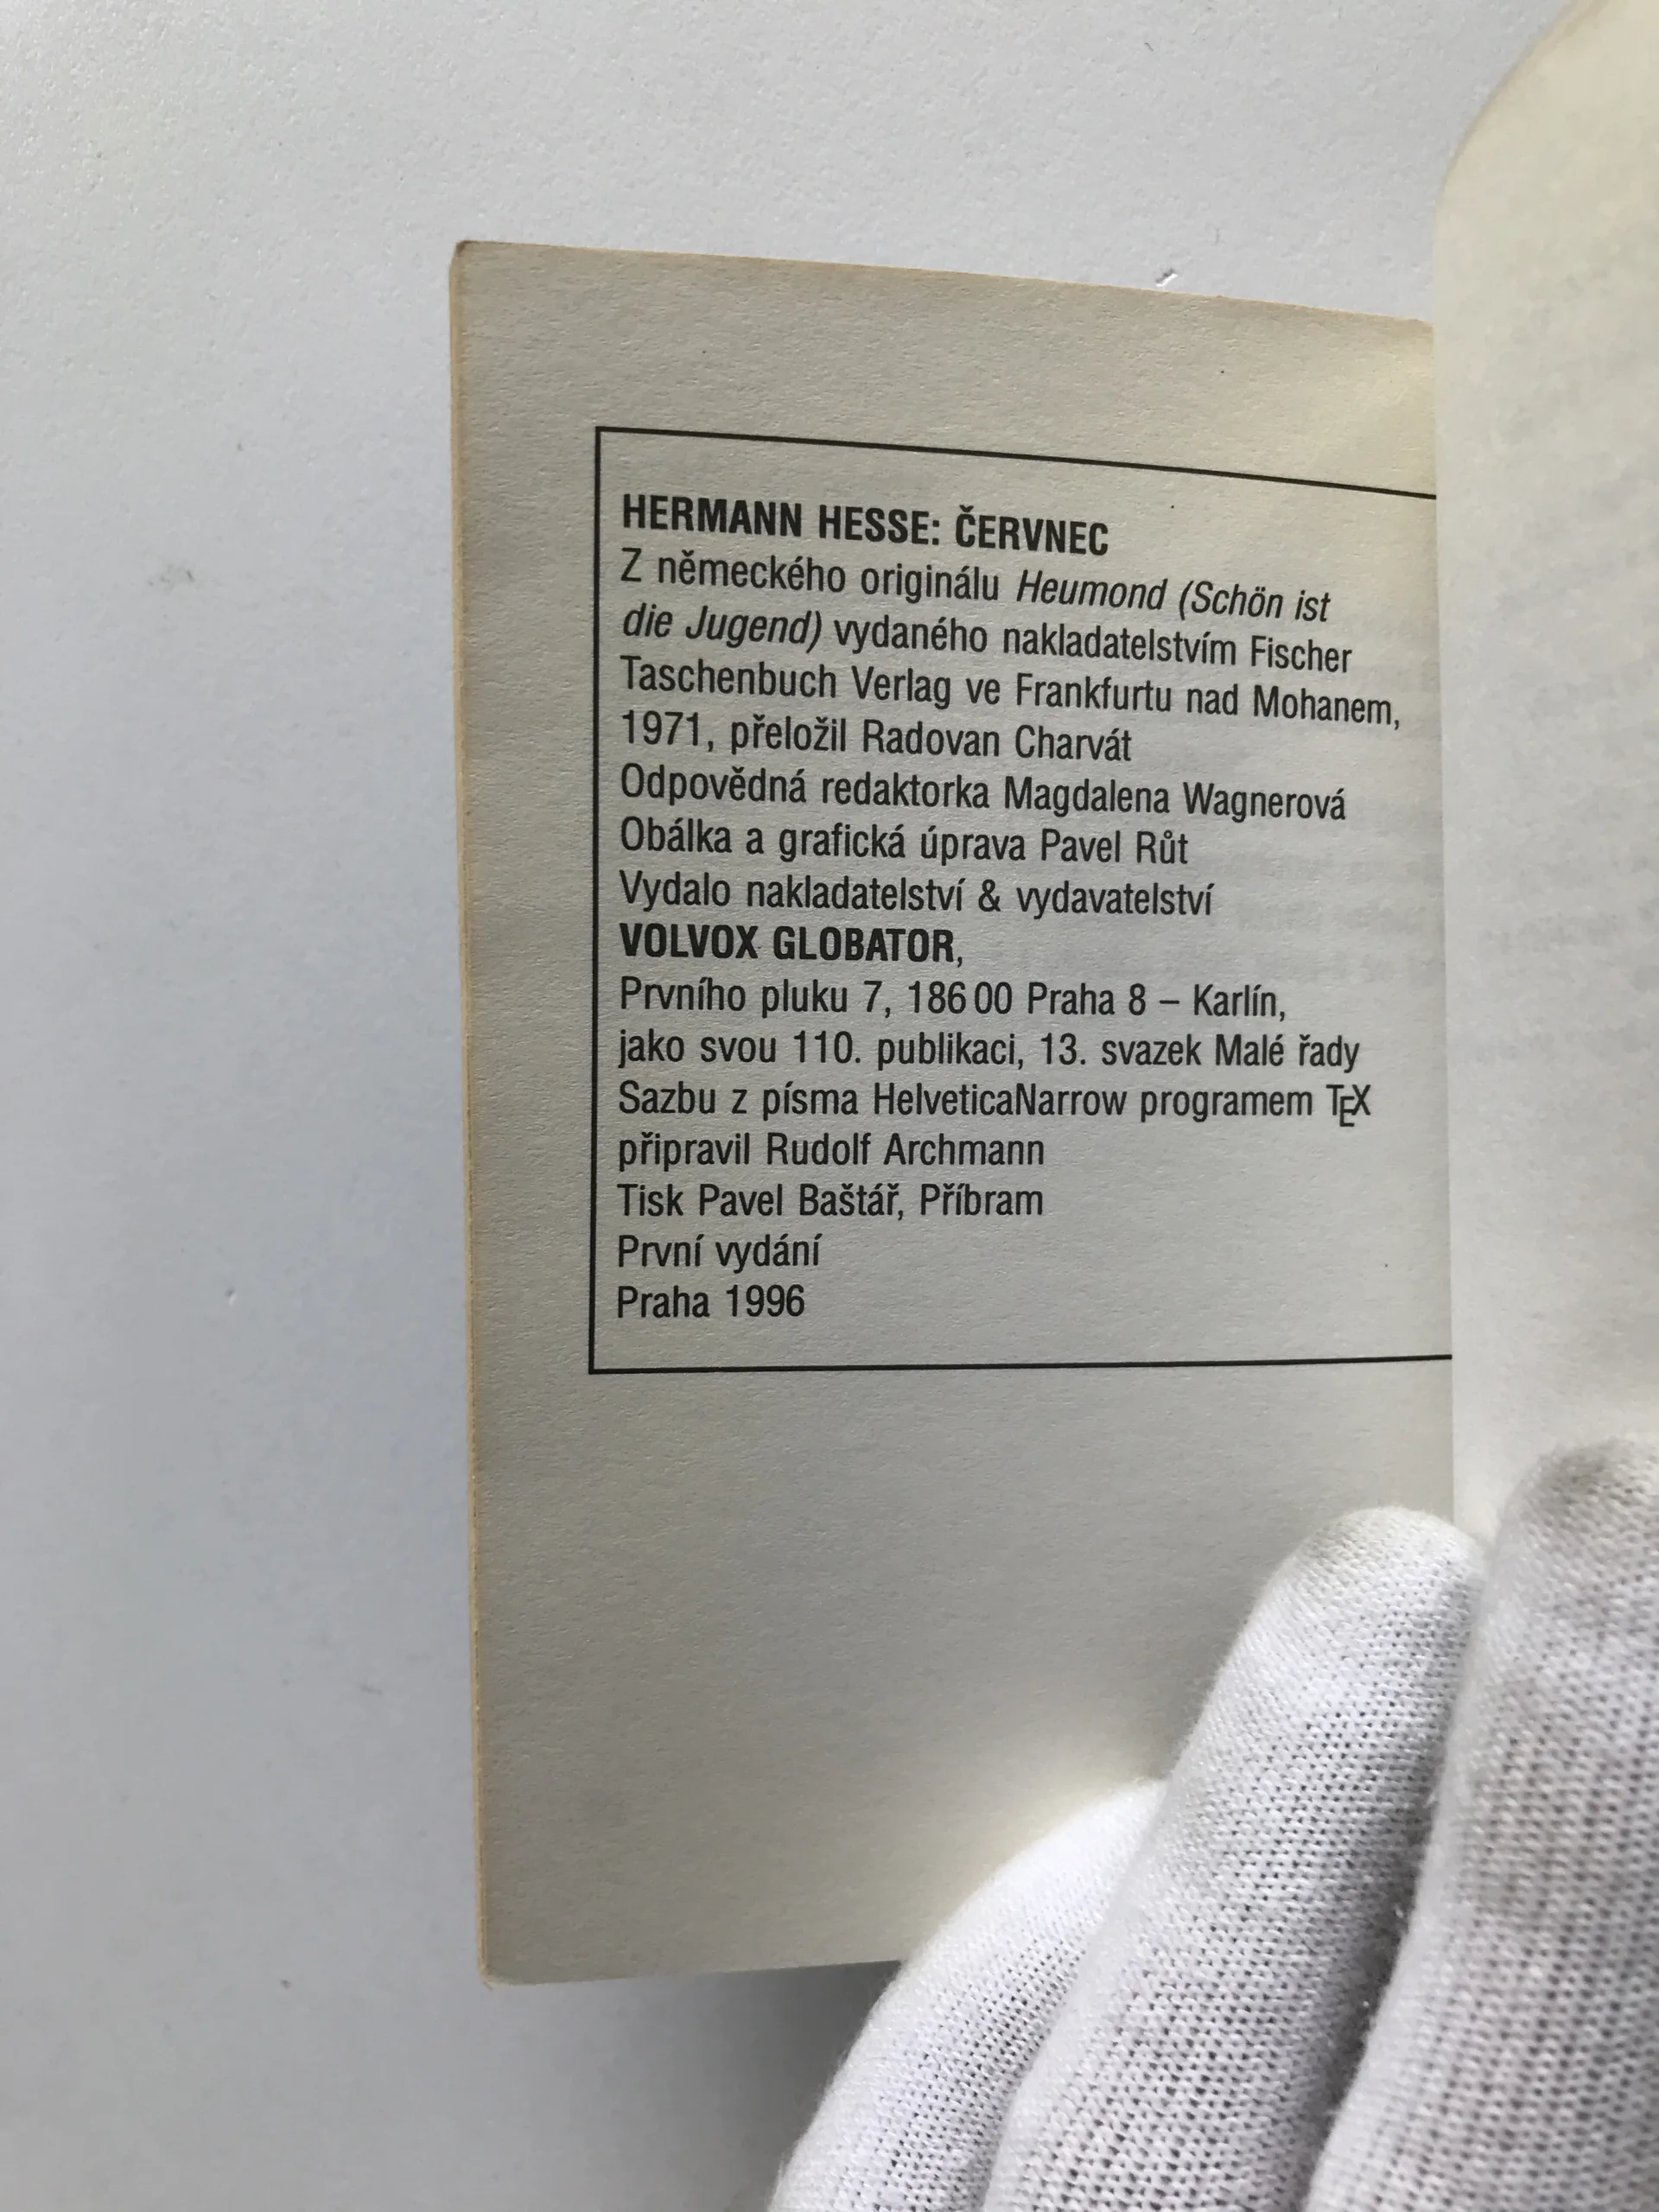 HERMANN HESSE: ČERVNEC
Z německého originálu Heumond (Schön ist
die Jugend) vydaného nakladatelstvím Fischer
Taschenbuch Verlag ve Frankfurtu nad Mohanem,
1971, přeložil Radovan Charvát
Odpovědná redaktorka Magdalena Wagnerová
Obálka a grafická úprava Pavel Růt
Vydalo nakladatelství & vydavatelství
VOLVOX GLOBATOR,
Prvního pluku 7, 186 00 Praha 8 – Karlín,
jako svou 110. publikaci, 13. svazek Malé řady
Sazbu z písma HelveticaNarrow programem TEX
připravil Rudolf Archmann
Tisk Pavel Baštář, Příbram
První vydání
Praha 1996